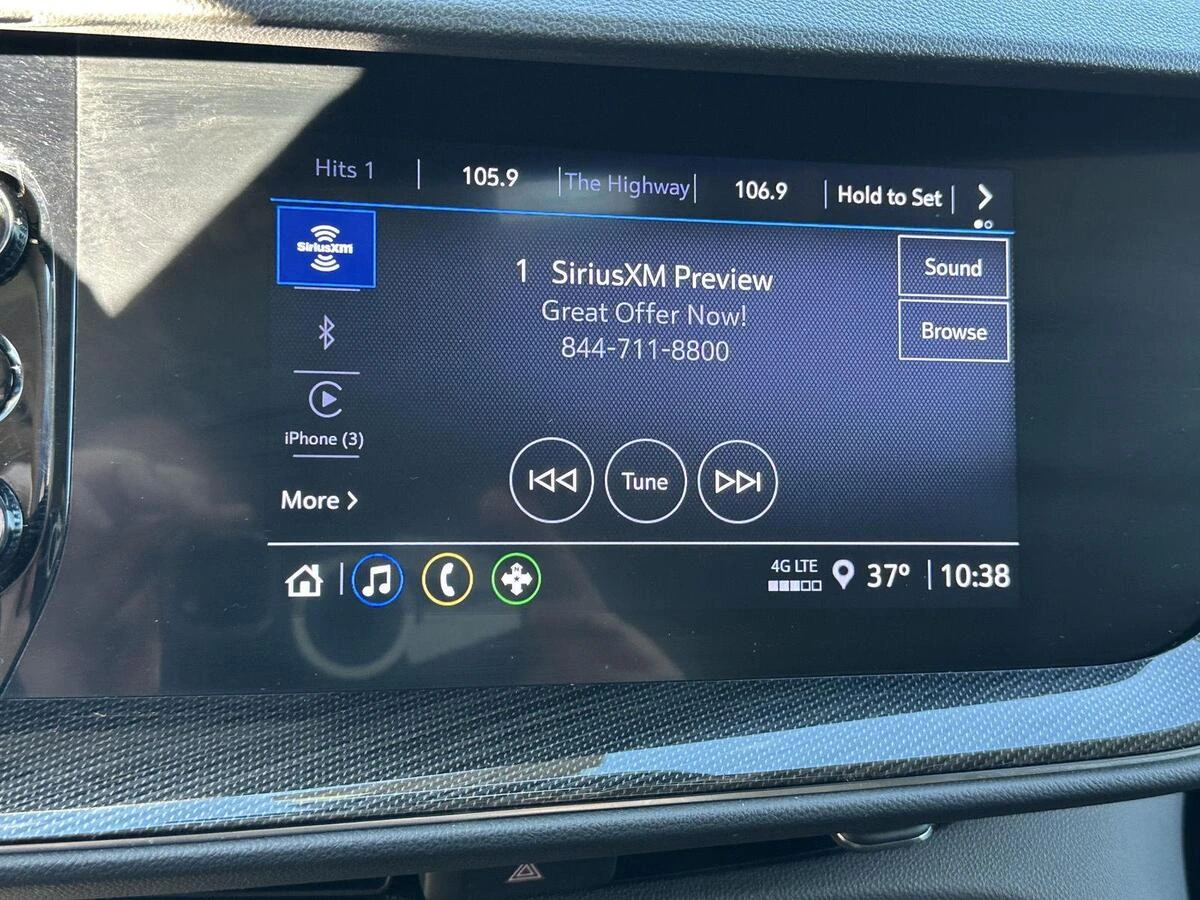 Hits 1 | 105.9 | The Highway | 106.9 | Hold to Set |
SiriusXM
1 SiriusXM Preview
Great Offer Now!
844-711-8800
Sound
Browse
iPhone (3)
More
Tune
N
4G LTE
37° | 10:38